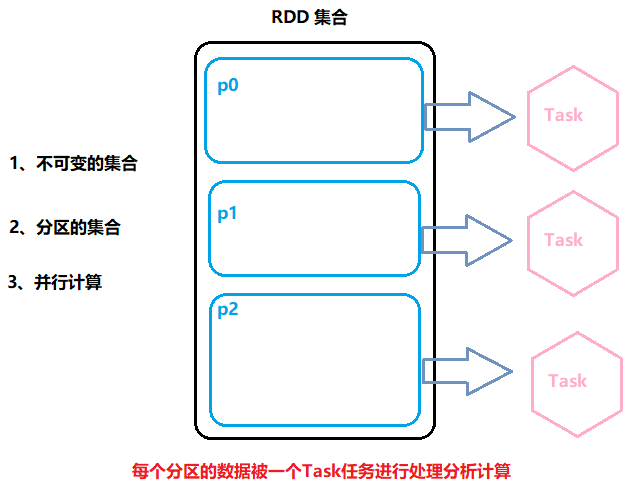 RDD 集合
p0
Task
1、不可变的集合
p1
2、分区的集合
Task
3、并行计算
p2
Task
每个分区的数据被一个Task任务进行处理分析计算